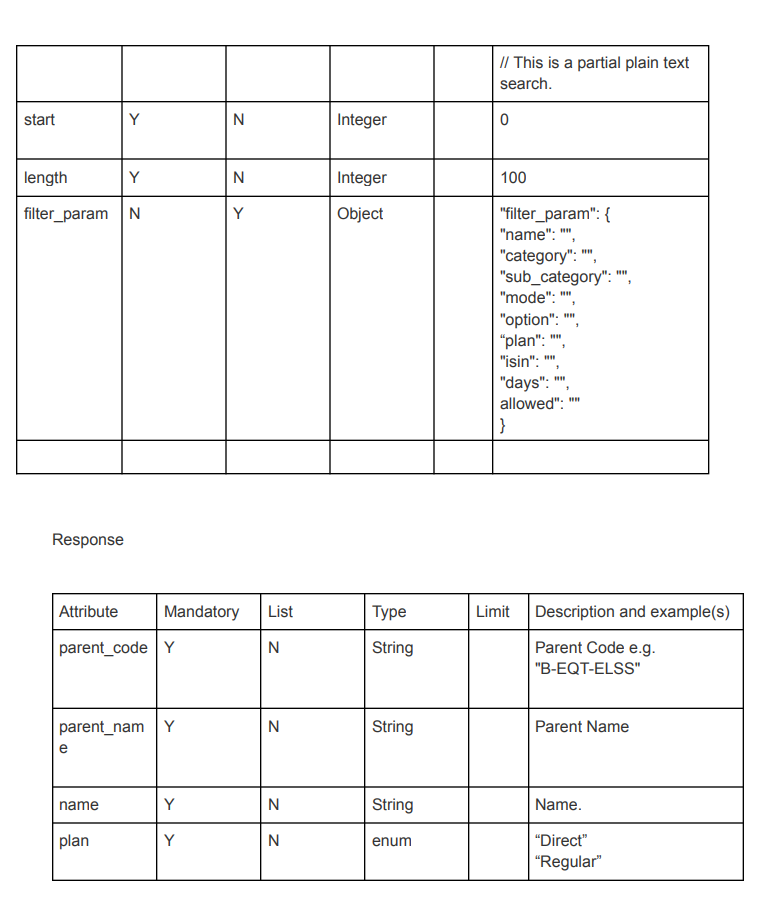 // This is a partial plain text
search.
start Y N Integer 0
length Y N Integer 100
filter_param N Y Object "filter_param": {
"name": "",
"category": "",
"sub_category": "",
"mode": "",
"option": "",
“plan": "",
"isin": "",
"days": "",
allowed": ""
}
Response
Attribute Mandatory List Type Limit Description and example(s)
parent_code Y N String Parent Code e.g.
"B-EQT-ELSS"
parent_nam Y N String Parent Name
e
name Y N String Name.
plan Y N enum “Direct”
“Regular”